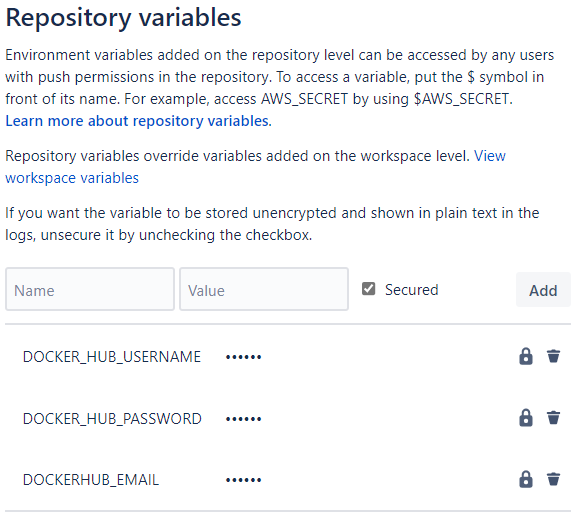 Repository variables
Environment variables added on the repository level can be accessed by any users
with push permissions in the repository. To access a variable, put the $ symbol in
front of its name. For example, access AWS_SECRET by using $AWS_SECRET.
Learn more about repository variables.
Repository variables override variables added on the workspace level. View
workspace variables
If you want the variable to be stored unencrypted and shown in plain text in the
logs, unsecure it by unchecking the checkbox.
Name Value Secured Add
DOCKER_HUB_USERNAME ••••••
DOCKER_HUB_PASSWORD ••••••
DOCKERHUB_EMAIL ••••••